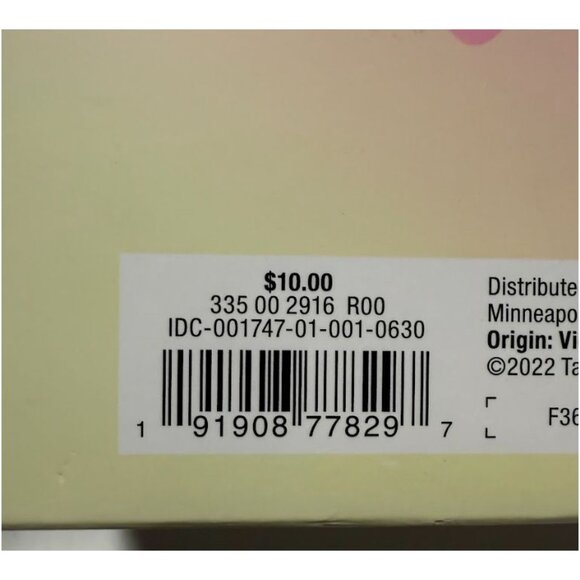 $10.00
335 00 2916 R00
IDC-001747-01-001-0630
1 91908 77829 7
Distribute
Minneapo
Origin: Vi
©2022 Ta
F36